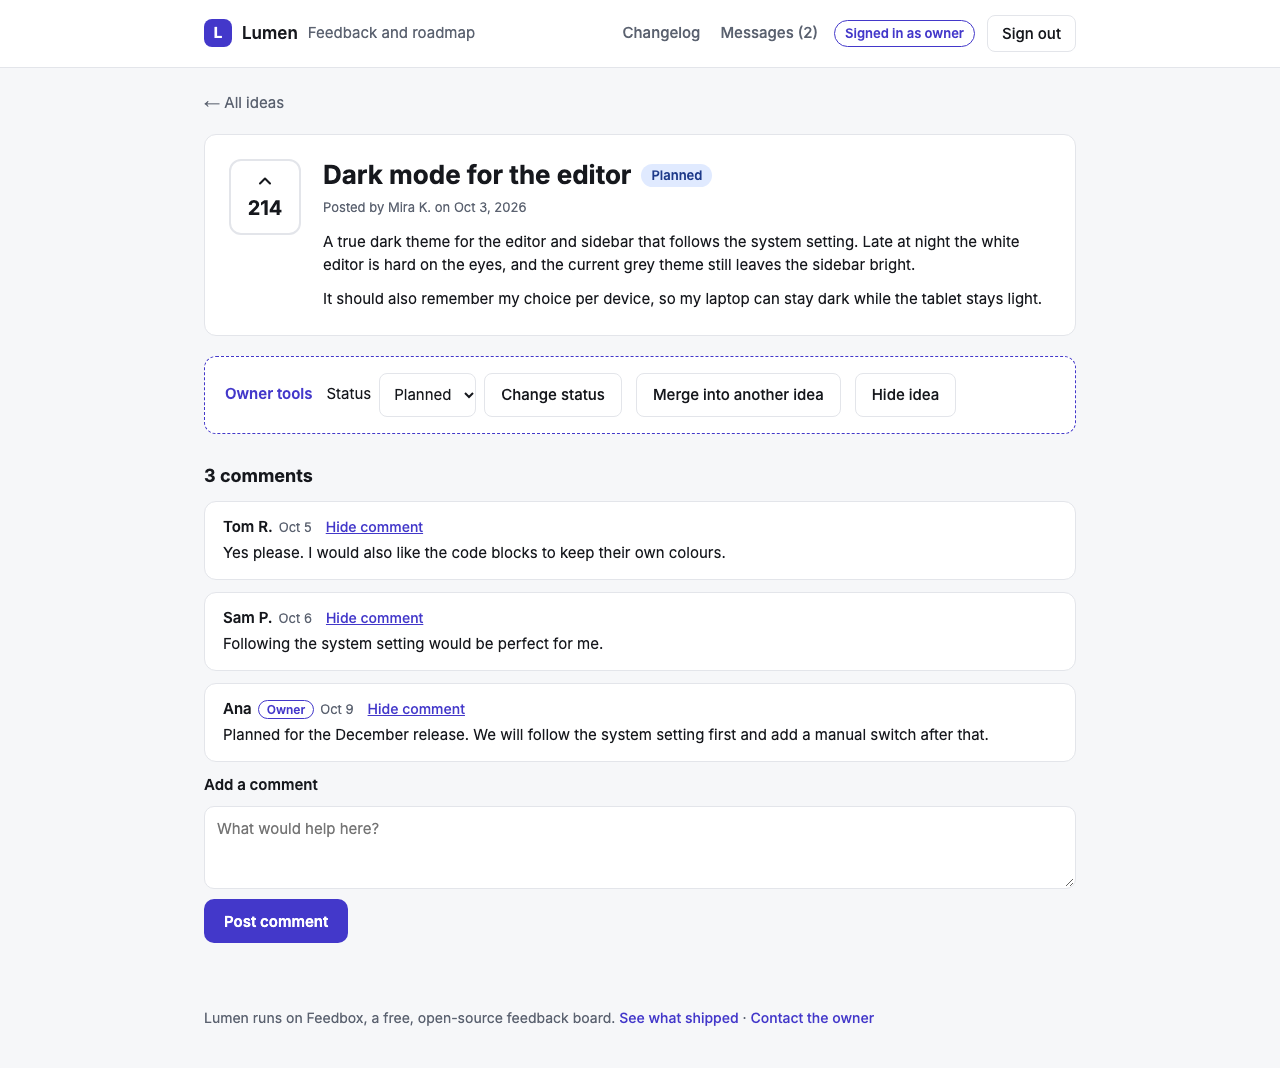 L Lumen Feedback and roadmap Changelog Messages (2) Signed in as owner Sign out
← All ideas
214
Dark mode for the editor Planned
Posted by Mira K. on Oct 3, 2026
A true dark theme for the editor and sidebar that follows the system setting. Late at night the white
editor is hard on the eyes, and the current grey theme still leaves the sidebar bright.
It should also remember my choice per device, so my laptop can stay dark while the tablet stays light.
Owner tools Status Planned Change status Merge into another idea Hide idea
3 comments
Tom R. Oct 5 Hide comment
Yes please. I would also like the code blocks to keep their own colours.
Sam P. Oct 6 Hide comment
Following the system setting would be perfect for me.
Ana Owner Oct 9 Hide comment
Planned for the December release. We will follow the system setting first and add a manual switch after that.
Add a comment
What would help here?
Post comment
Lumen runs on Feedbox, a free, open-source feedback board. See what shipped · Contact the owner